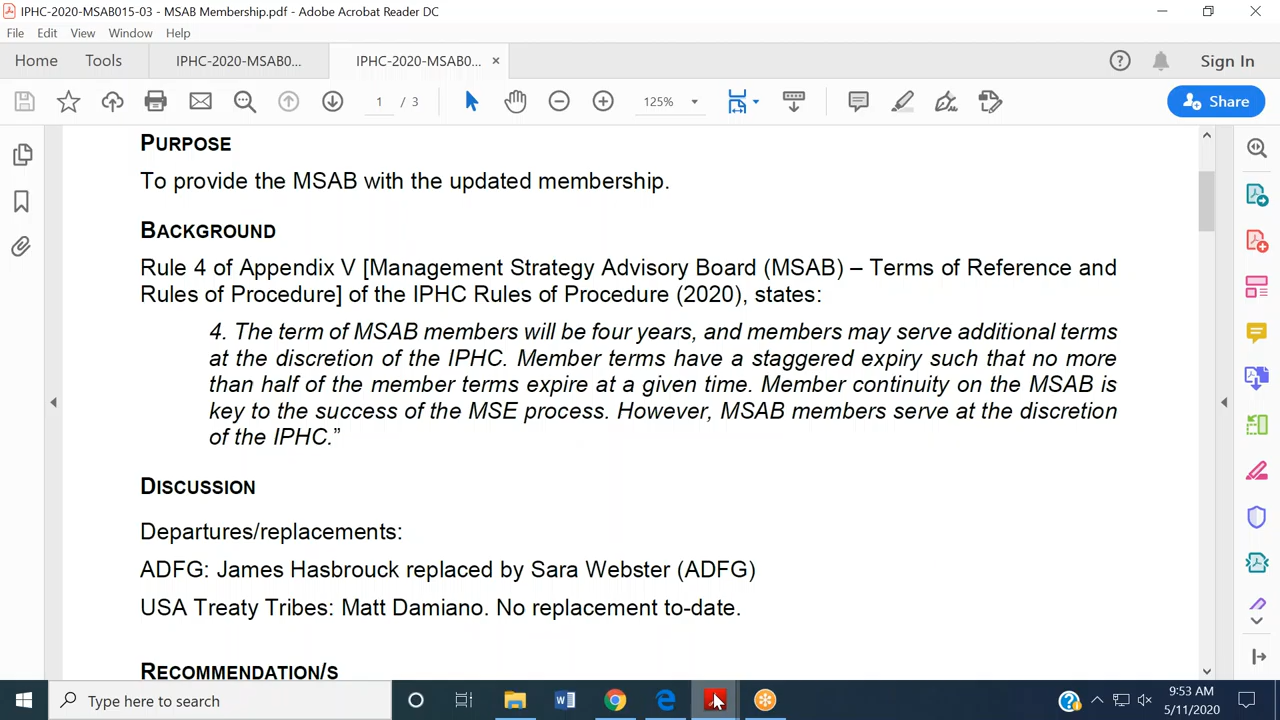 IPHC-2020-MSAB015-03 - MSAB Membership.pdf - Adobe Acrobat Reader DC
File Edit View Window Help
Home Tools IPHC-2020-MSAB0... IPHC-2020-MSAB0... × Sign In
1 / 3 125% Share
PURPOSE
To provide the MSAB with the updated membership.
BACKGROUND
Rule 4 of Appendix V [Management Strategy Advisory Board (MSAB) – Terms of Reference and
Rules of Procedure] of the IPHC Rules of Procedure (2020), states:
4. The term of MSAB members will be four years, and members may serve additional terms
at the discretion of the IPHC. Member terms have a staggered expiry such that no more
than half of the member terms expire at a given time. Member continuity on the MSAB is
key to the success of the MSE process. However, MSAB members serve at the discretion
of the IPHC.”
DISCUSSION
Departures/replacements:
ADFG: James Hasbrouck replaced by Sara Webster (ADFG)
USA Treaty Tribes: Matt Damiano. No replacement to-date.
RECOMMENDATION/S
Type here to search
9:53 AM
5/11/2020